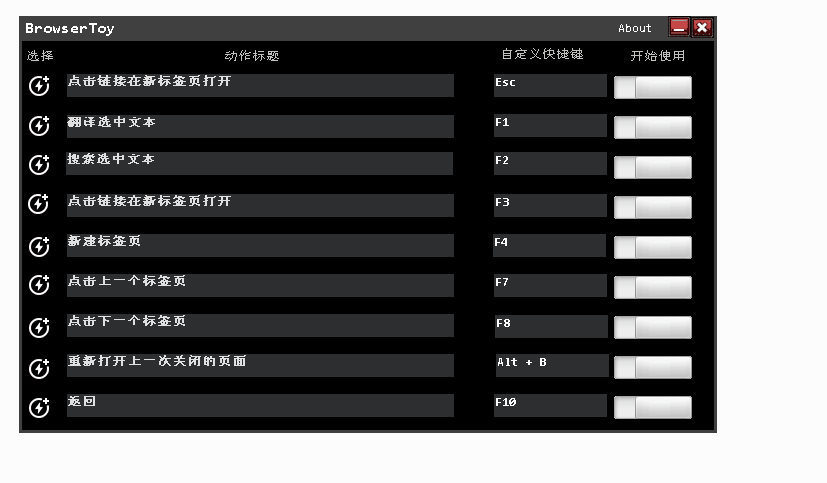 BrowserToy About
选择 动作标题 自定义快捷键 开始使用
点击链接在新标签页打开 Esc
翻译选中文本 F1
搜索选中文本 F2
点击链接在新标签页打开 F3
新建标签页 F4
点击上一个标签页 F7
点击下一个标签页 F8
重新打开上一次关闭的页面 Alt + B
返回 F10